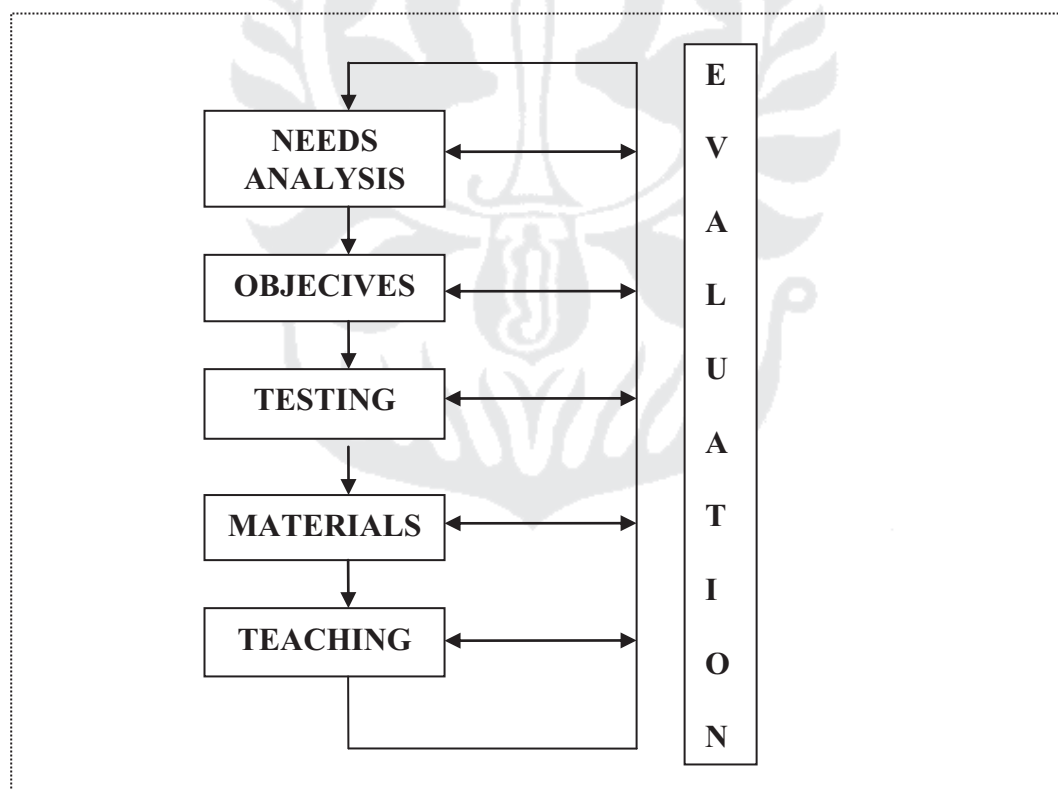 NEEDS
ANALYSIS
OBJECIVES
TESTING
MATERIALS
TEACHING
E
V
A
L
U
A
T
I
O
N